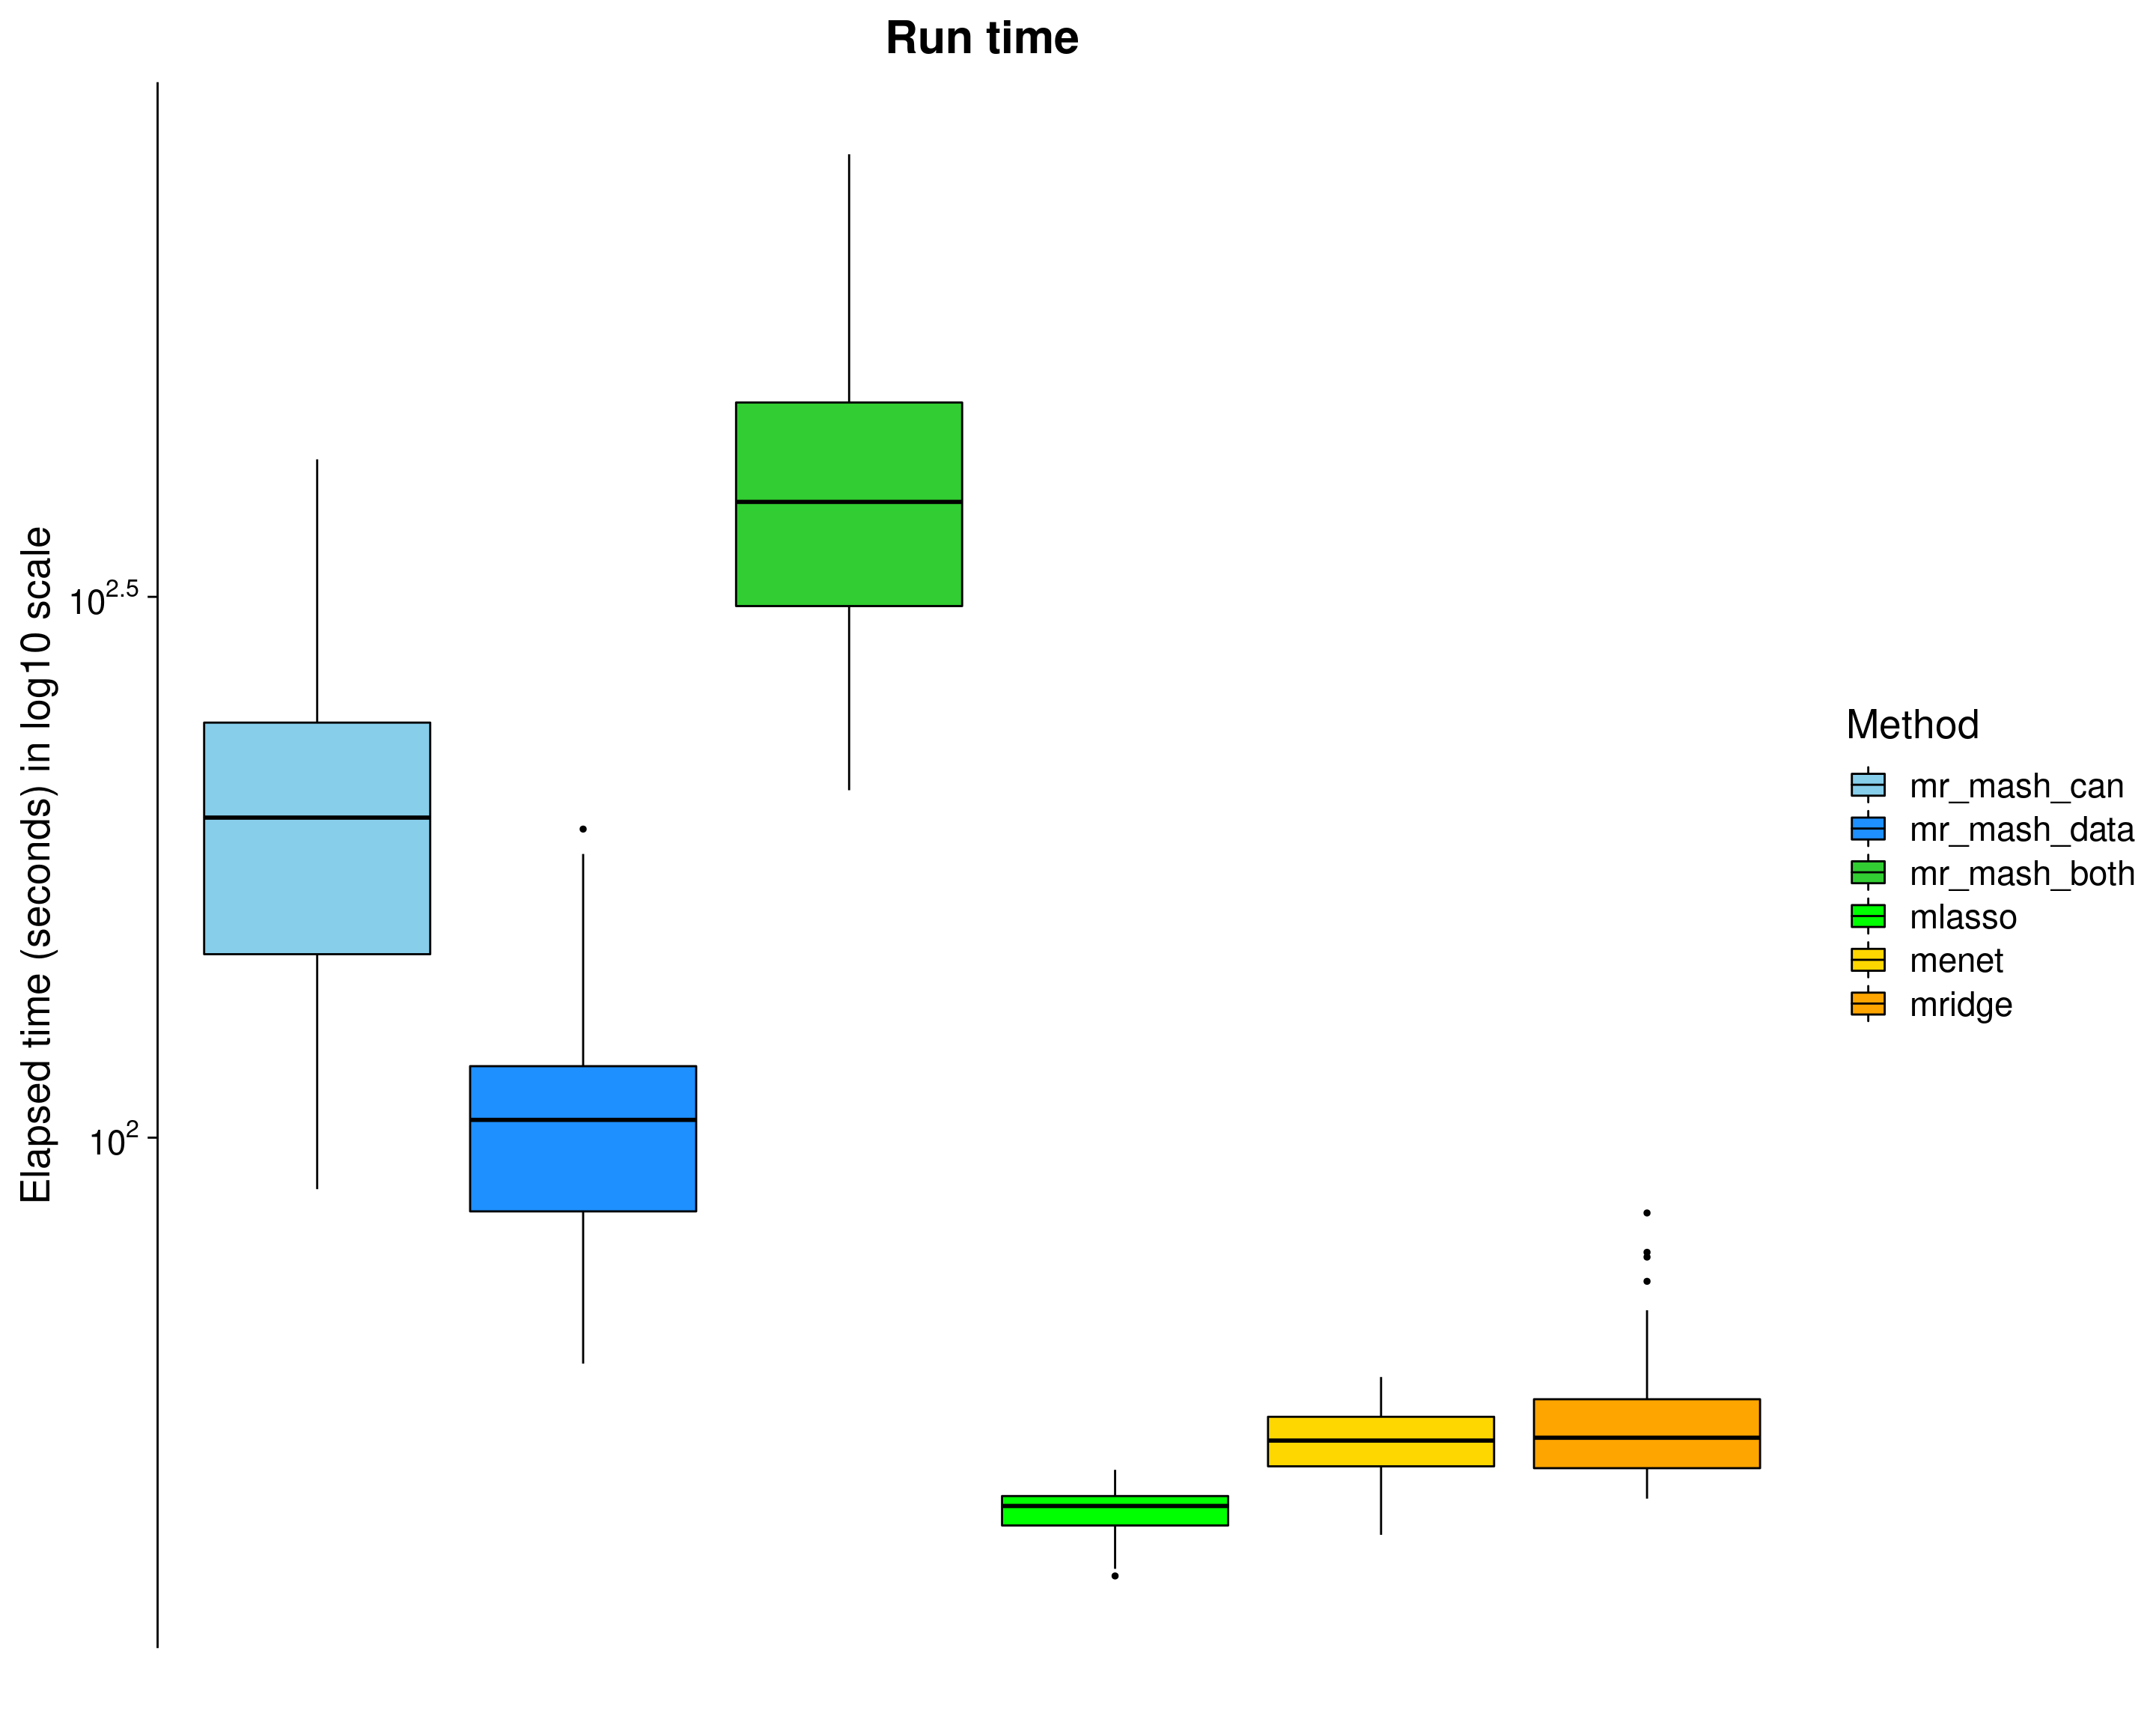 Run time
Elapsed time (seconds) in log10 scale
10^2.5
10^2
Method
mr_mash_can
mr_mash_data
mr_mash_both
mlasso
menet
mridge